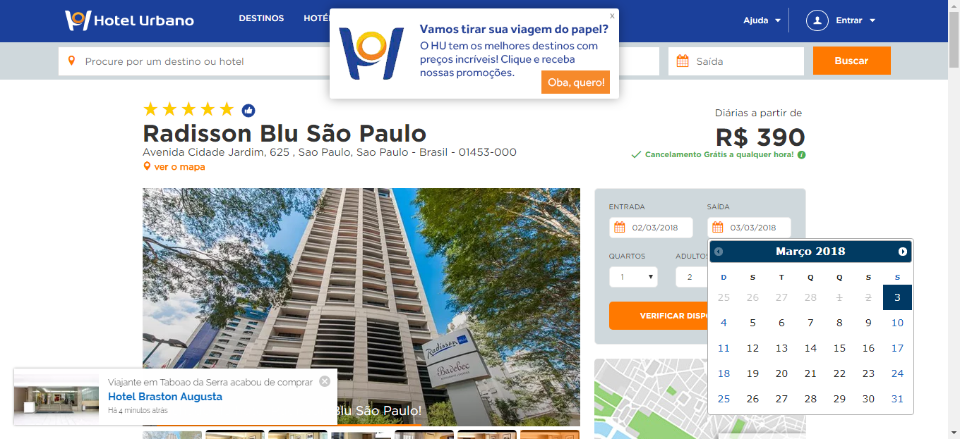 Hotel Urbano
DESTINOS
Ajuda
Entrar
x
Vamos tirar sua viagem do papel?
O HU tem os melhores destinos com
preços incríveis! Clique e receba
nossas promoções.
Oba, quero!
Procure por um destino ou hotel
Saída
Buscar
Radisson Blu São Paulo
Avenida Cidade Jardim, 625 , Sao Paulo, Sao Paulo - Brasil - 01453-000
ver o mapa
Diárias a partir de
R$ 390
Cancelamento Grátis a qualquer hora! i
ENTRADA
SAÍDA
02/03/2018
03/03/2018
QUARTOS
ADULTOS
1
2
VERIFICAR
Março 2018
D S T Q Q S S
25 26 27 28 1 2 3
4 5 6 7 8 9 10
11 12 13 14 15 16 17
18 19 20 21 22 23 24
25 26 27 28 29 30 31
Radisson
Badebec
Viajante em Taboao da Serra acabou de comprar
Hotel Braston Augusta
Há 4 minutos atrás
Blu São Paulo!